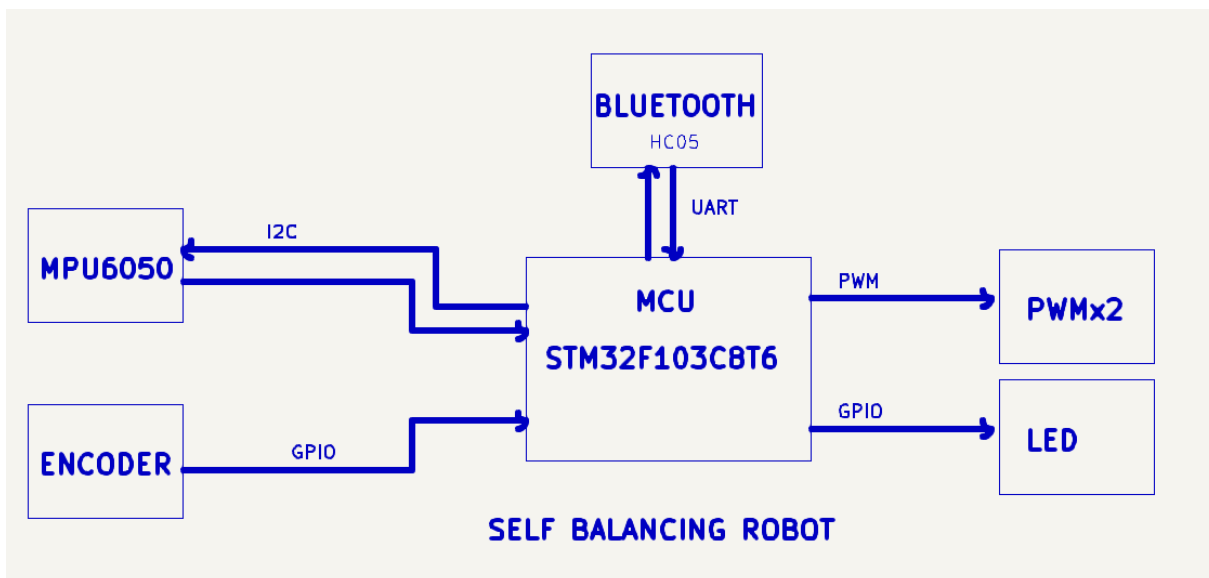 BLUETOOTH
HC05
UART
I2C
MPU6050
MCU
STM32F103C8T6
PWM
PWMx2
GPIO
LED
GPIO
ENCODER
SELF BALANCING ROBOT